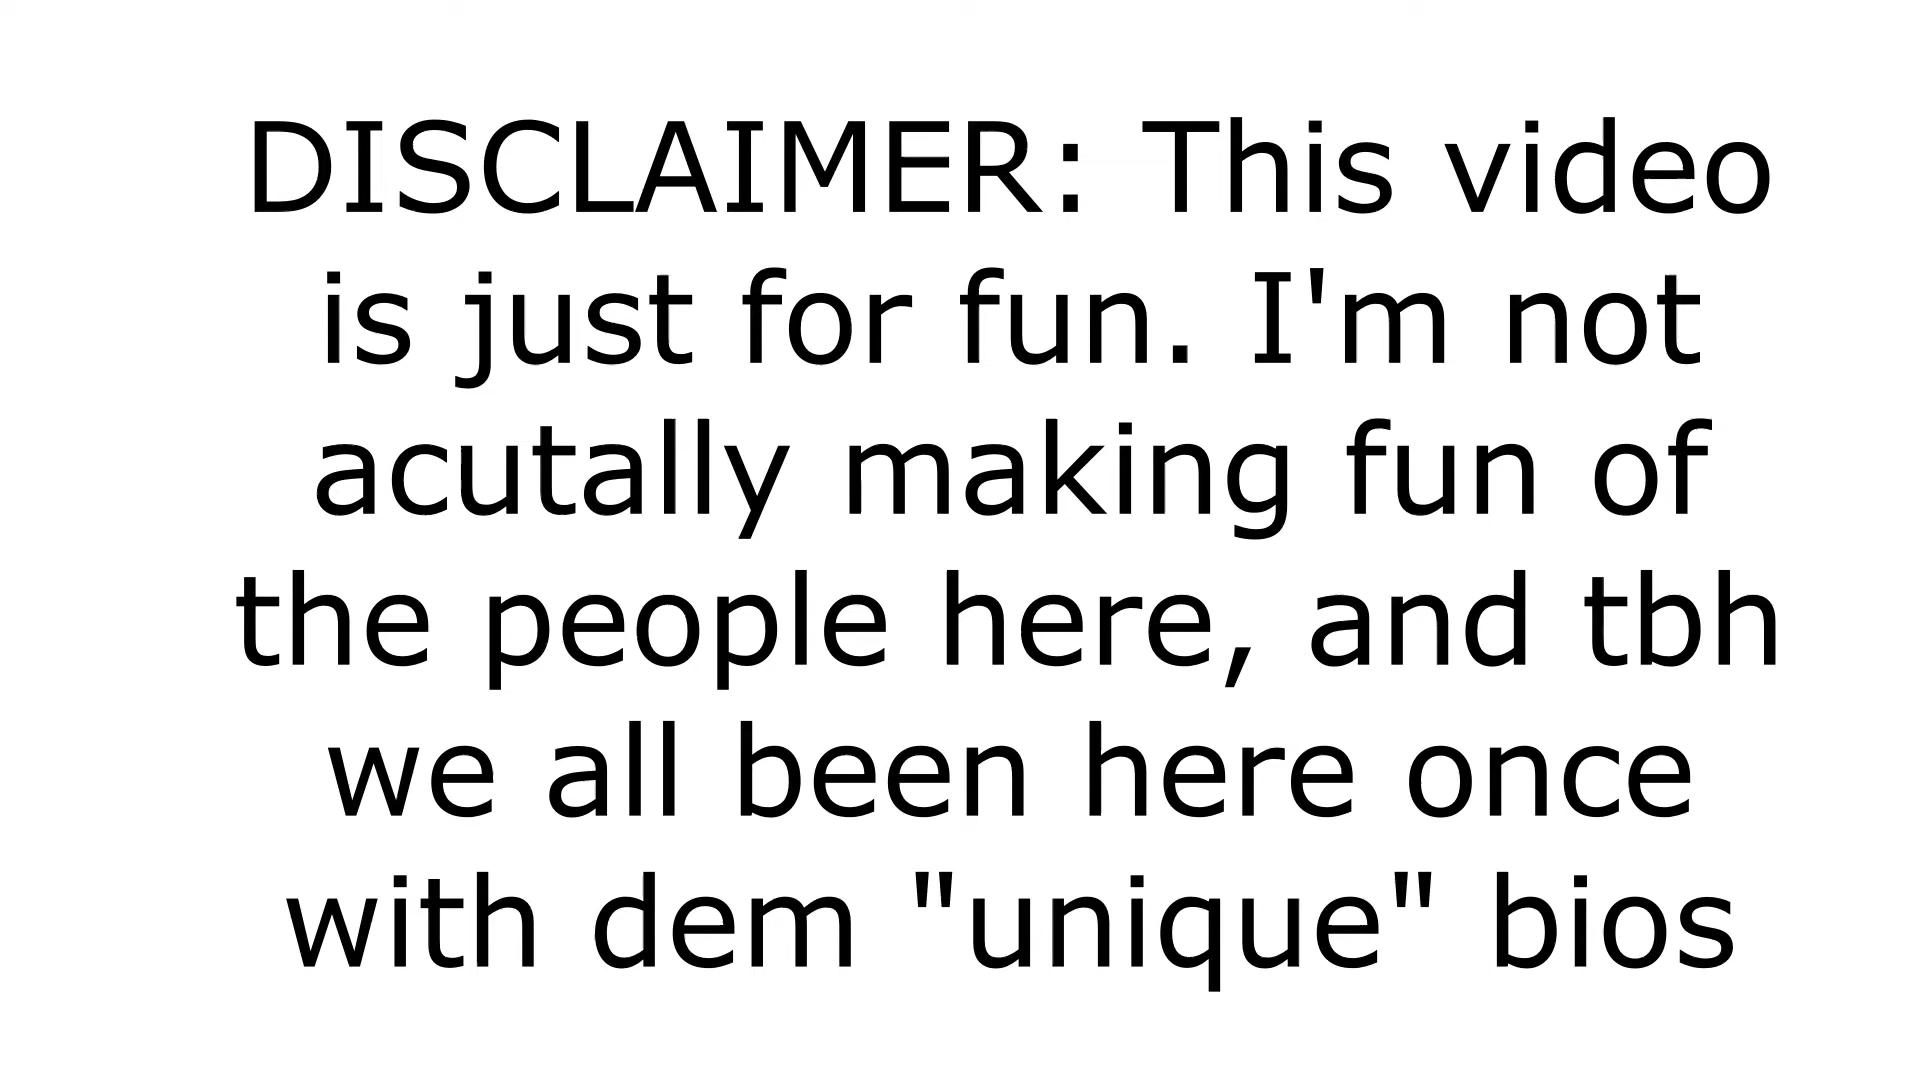 DISCLAIMER: This video
is just for fun. I'm not
acutally making fun of
the people here, and tbh
we all been here once
with dem "unique" bios